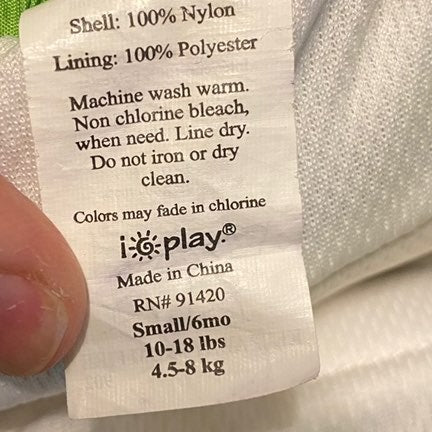 Shell: 100% Nylon
Lining: 100% Polyester
Machine wash warm.
Non chlorine bleach,
when need. Line dry.
Do not iron or dry
clean.
Colors may fade in chlorine
i play.®
Made in China
RN# 91420
Small/6mo
10-18 lbs
4.5-8 kg